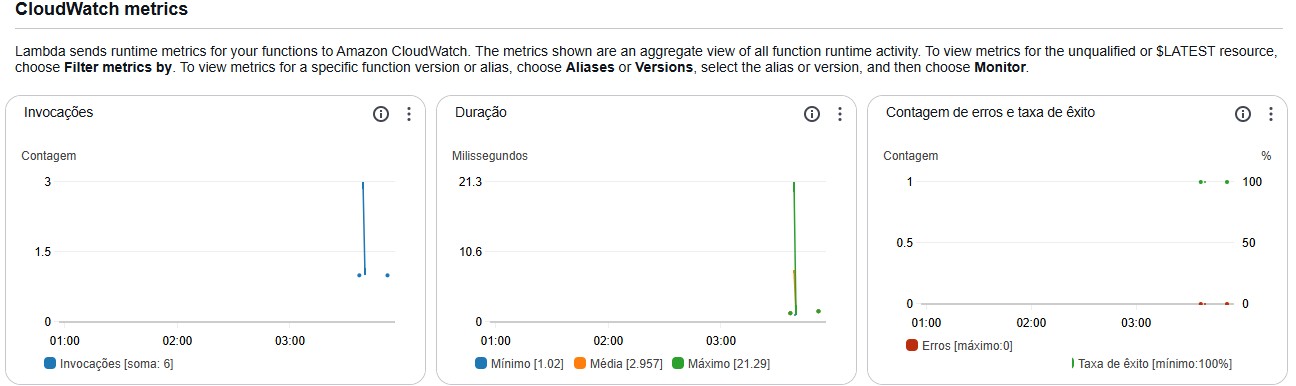 CloudWatch metrics
Lambda sends runtime metrics for your functions to Amazon CloudWatch. The metrics shown are an aggregate view of all function runtime activity. To view metrics for the unqualified or $LATEST resource,
choose Filter metrics by. To view metrics for a specific function version or alias, choose Aliases or Versions, select the alias or version, and then choose Monitor.
Invocações
Contagem
3
1.5
0
01:00 02:00 03:00
Invocações [soma: 6]
Duração
Milissegundos
21.3
10.6
0
01:00 02:00 03:00
Mínimo [1.02] Média [2.957] Máximo [21.29]
Contagem de erros e taxa de êxito
Contagem %
1 100
0.5 50
0 0
01:00 02:00 03:00
Erros [máximo:0]
Taxa de êxito [mínimo:100%]